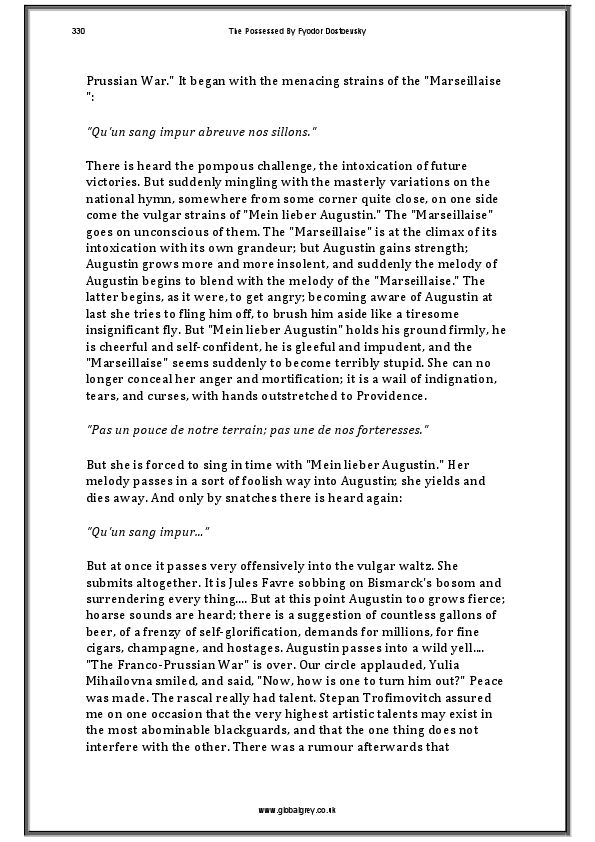 330
The Possessed By Fyodor Dostoevsky
Prussian War." It began with the menacing strains of the "Marseillaise
":
"Qu'un sang impur abreuve nos sillons."
There is heard the pompous challenge, the intoxication of future
victories. But suddenly mingling with the masterly variations on the
national hymn, somewhere from some corner quite close, on one side
come the vulgar strains of "Mein lieber Augustin." The "Marseillaise"
goes on unconscious of them. The "Marseillaise" is at the climax of its
intoxication with its own grandeur; but Augustin gains strength;
Augustin grows more and more insolent, and suddenly the melody of
Augustin begins to blend with the melody of the "Marseillaise." The
latter begins, as it were, to get angry; becoming aware of Augustin at
last she tries to fling him off, to brush him aside like a tiresome
insignificant fly. But "Mein lieber Augustin" holds his ground firmly, he
is cheerful and self-confident, he is gleeful and impudent, and the
"Marseillaise" seems suddenly to become terribly stupid. She can no
longer conceal her anger and mortification; it is a wail of indignation,
tears, and curses, with hands outstretched to Providence.
"Pas un pouce de notre terrain; pas une de nos forteresses."
But she is forced to sing in time with "Mein lieber Augustin." Her
melody passes in a sort of foolish way into Augustin; she yields and
dies away. And only by snatches there is heard again:
"Qu'un sang impur..."
But at once it passes very offensively into the vulgar waltz. She
submits altogether. It is Jules Favre sobbing on Bismarck's bosom and
surrendering every thing.... But at this point Augustin too grows fierce;
hoarse sounds are heard; there is a suggestion of countless gallons of
beer, of a frenzy of self-glorification, demands for millions, for fine
cigars, champagne, and hostages. Augustin passes into a wild yell....
"The Franco-Prussian War" is over. Our circle applauded, Yulia
Mihailovna smiled, and said, "Now, how is one to turn him out?" Peace
was made. The rascal really had talent. Stepan Trofimovitch assured
me on one occasion that the very highest artistic talents may exist in
the most abominable blackguards, and that the one thing does not
interfere with the other. There was a rumour afterwards that
www.globalgrey.co.uk